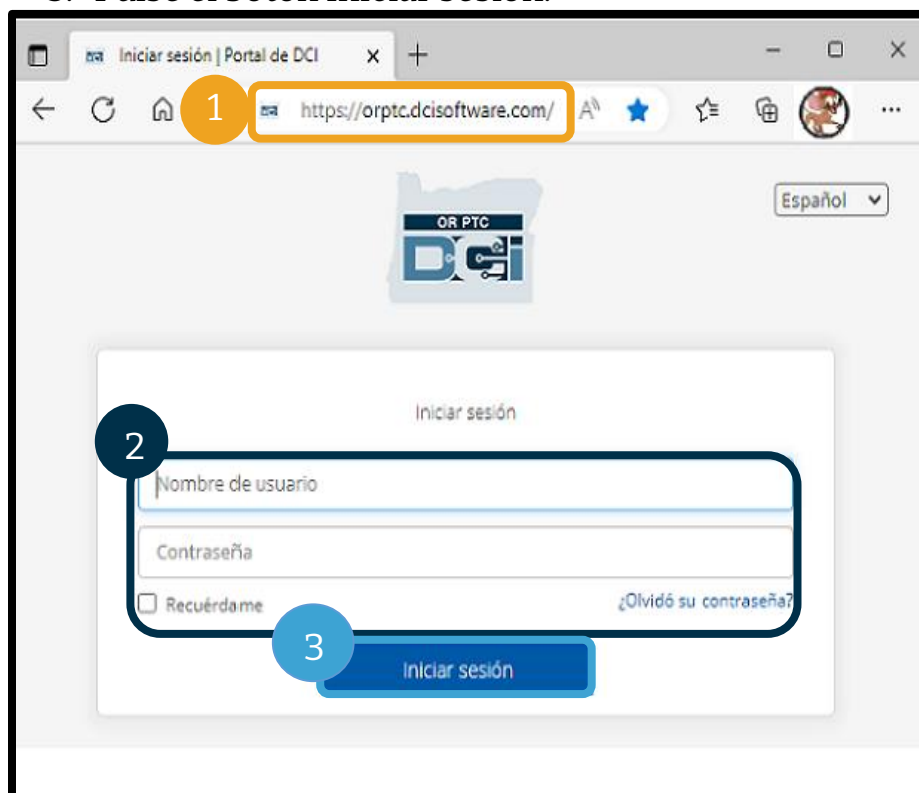 Iniciar sesión | Portal de DCI
1
https://orptc.dcisoftware.com/
Español
OR PTC
DCi
Iniciar sesión
2
Nombre de usuario
Contraseña
Recuérdame
¿Olvidó su contraseña?
3
Iniciar sesión